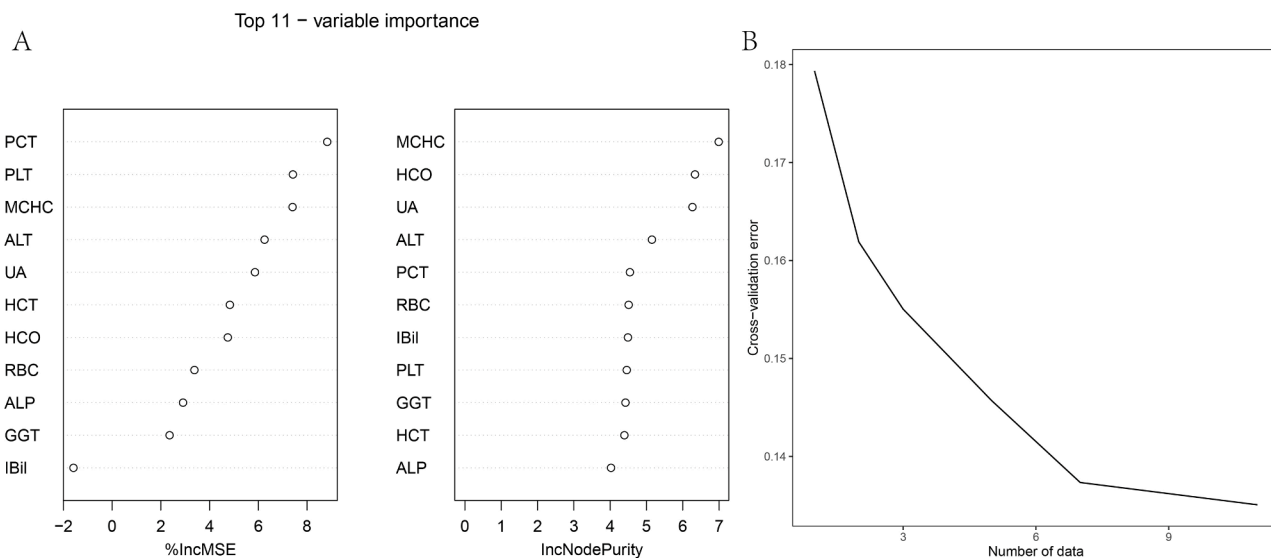 Top 11 − variable importance
A
PCT
PLT
MCHC
ALT
UA
HCT
HCO
RBC
ALP
GGT
IBil
−2 0 2 4 6 8
%IncMSE
MCHC
HCO
UA
ALT
PCT
RBC
IBil
PLT
GGT
HCT
ALP
0 1 2 3 4 5 6 7
IncNodePurity
B
Cross−validation error
0.18
0.17
0.16
0.15
0.14
3 6 9
Number of data